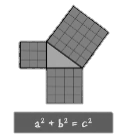 a² + b² = c²